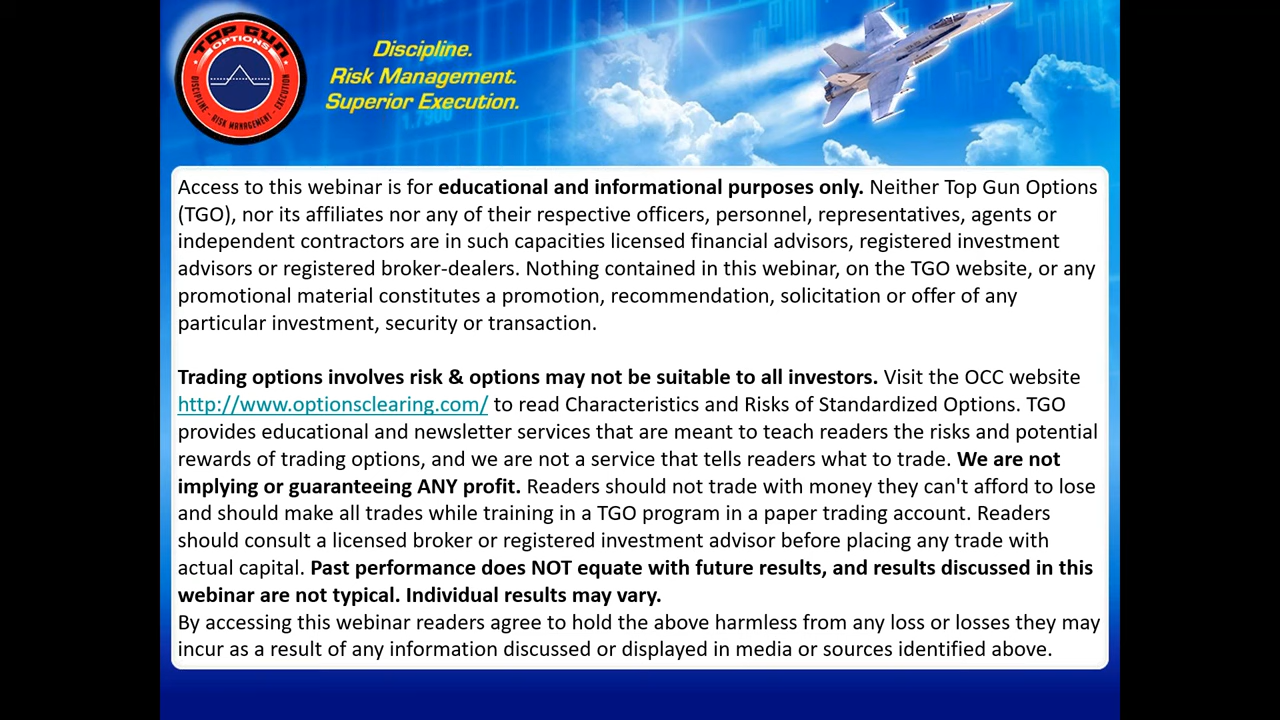 TOP GUN
OPTIONS
DISCIPLINE - RISK MANAGEMENT - EXECUTION
Discipline.
Risk Management.
Superior Execution.
Access to this webinar is for educational and informational purposes only. Neither Top Gun Options
(TGO), nor its affiliates nor any of their respective officers, personnel, representatives, agents or
independent contractors are in such capacities licensed financial advisors, registered investment
advisors or registered broker-dealers. Nothing contained in this webinar, on the TGO website, or any
promotional material constitutes a promotion, recommendation, solicitation or offer of any
particular investment, security or transaction.
Trading options involves risk & options may not be suitable to all investors. Visit the OCC website
http://www.optionsclearing.com/ to read Characteristics and Risks of Standardized Options. TGO
provides educational and newsletter services that are meant to teach readers the risks and potential
rewards of trading options, and we are not a service that tells readers what to trade. We are not
implying or guaranteeing ANY profit. Readers should not trade with money they can't afford to lose
and should make all trades while training in a TGO program in a paper trading account. Readers
should consult a licensed broker or registered investment advisor before placing any trade with
actual capital. Past performance does NOT equate with future results, and results discussed in this
webinar are not typical. Individual results may vary.
By accessing this webinar readers agree to hold the above harmless from any loss or losses they may
incur as a result of any information discussed or displayed in media or sources identified above.